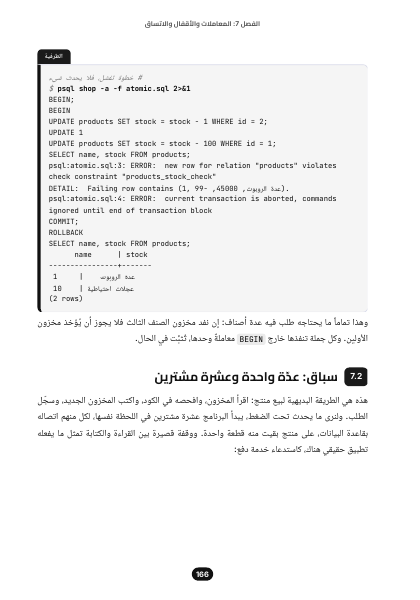 الفصل 7: المعاملات والأقفال والاتساق
الطرفية
# خطوة تفشل، فلا يحدث شيء
$ psql shop -a -f atomic.sql 2>&1
BEGIN;
BEGIN
UPDATE products SET stock = stock - 1 WHERE id = 2;
UPDATE 1
UPDATE products SET stock = stock - 100 WHERE id = 1;
SELECT name, stock FROM products;
psql:atomic.sql:3: ERROR:  new row for relation "products" violates
check constraint "products_stock_check"
DETAIL:  Failing row contains (1, عدة الروبوت, 45000, -99).
psql:atomic.sql:4: ERROR:  current transaction is aborted, commands
ignored until end of transaction block
COMMIT;
ROLLBACK
SELECT name, stock FROM products;
name      | stock
----------------+-------
عدة الروبوت    |     1
عجلات احتياطية |    10
(2 rows)
وهذا تمامًا ما يحتاجه طلب فيه عدة أصناف: إن نفد مخزون الصنف الثالث فلا يجوز أن يُؤخذ مخزون
الأولين. وكل جملة تنفذها خارج BEGIN معاملةٌ وحدها، تُثبَّت في الحال.
7.2 سباق: عدّة واحدة وعشرة مشترين
هذه هي الطريقة البديهية لبيع منتج: اقرأ المخزون، وافحصه في الكود، واكتب المخزون الجديد، وسجّل
الطلب. ولنرى ما يحدث تحت الضغط، يبدأ البرنامج عشرة مشترين في اللحظة نفسها، لكل منهم اتصاله
بقاعدة البيانات، على منتج بقيت منه قطعة واحدة. ووقفة قصيرة بين القراءة والكتابة تمثل ما يفعله
تطبيق حقيقي هناك، كاستدعاء خدمة دفع:
166